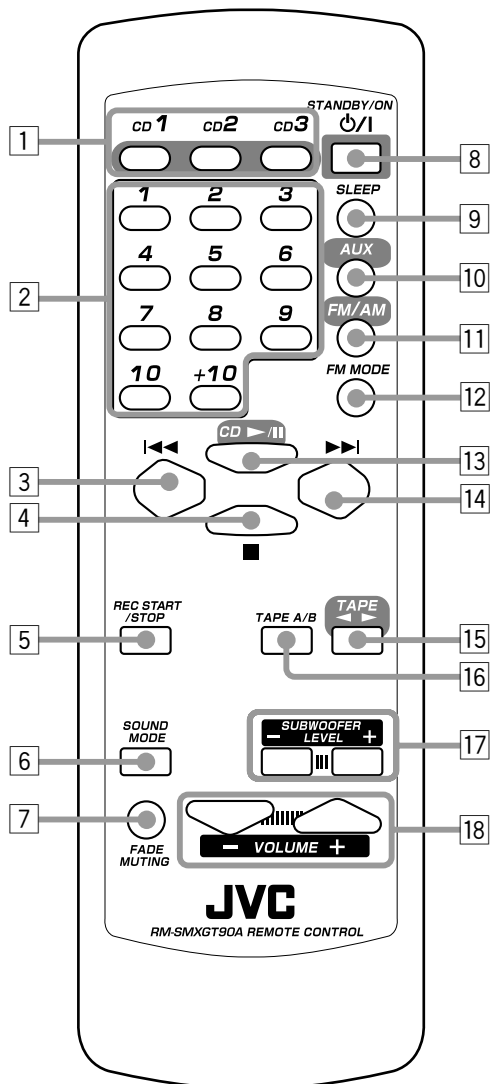 STANDBY/ON
⏻/I
CD 1 CD2 CD3
1
8
SLEEP
9
1 2 3
AUX
10
4 5 6
2
FM/AM
11
7 8 9
FM MODE
12
10 +10
CD ►/II
13
I◄◄ ►►I
3
14
4
■
REC START
/STOP
5
TAPE A/B
TAPE
◄ ►
15
16
SOUND
MODE
6
SUBWOOFER
– LEVEL +
17
7
FADE
MUTING
– VOLUME +
18
JVC
RM-SMXGT90A REMOTE CONTROL